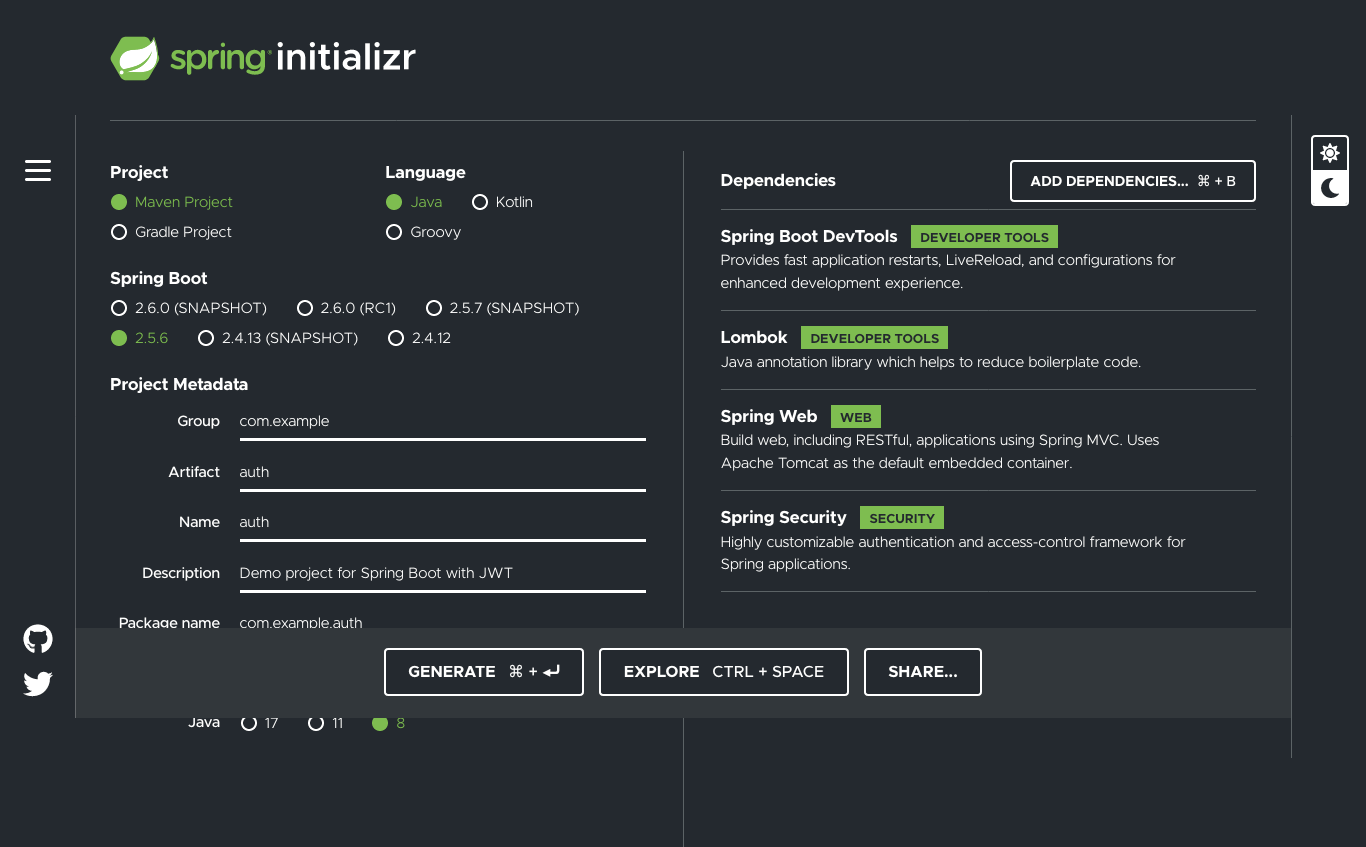 spring initializr
Project
Maven Project
Gradle Project
Language
Java Kotlin
Groovy
Spring Boot
2.6.0 (SNAPSHOT) 2.6.0 (RC1) 2.5.7 (SNAPSHOT)
2.5.6 2.4.13 (SNAPSHOT) 2.4.12
Project Metadata
Group com.example
Artifact auth
Name auth
Description Demo project for Spring Boot with JWT
Package name com.example.auth
Java 17 11 8
Dependencies
ADD DEPENDENCIES... ⌘ + B
Spring Boot DevTools DEVELOPER TOOLS
Provides fast application restarts, LiveReload, and configurations for
enhanced development experience.
Lombok DEVELOPER TOOLS
Java annotation library which helps to reduce boilerplate code.
Spring Web WEB
Build web, including RESTful, applications using Spring MVC. Uses
Apache Tomcat as the default embedded container.
Spring Security SECURITY
Highly customizable authentication and access-control framework for
Spring applications.
GENERATE ⌘ + ↵
EXPLORE CTRL + SPACE
SHARE...